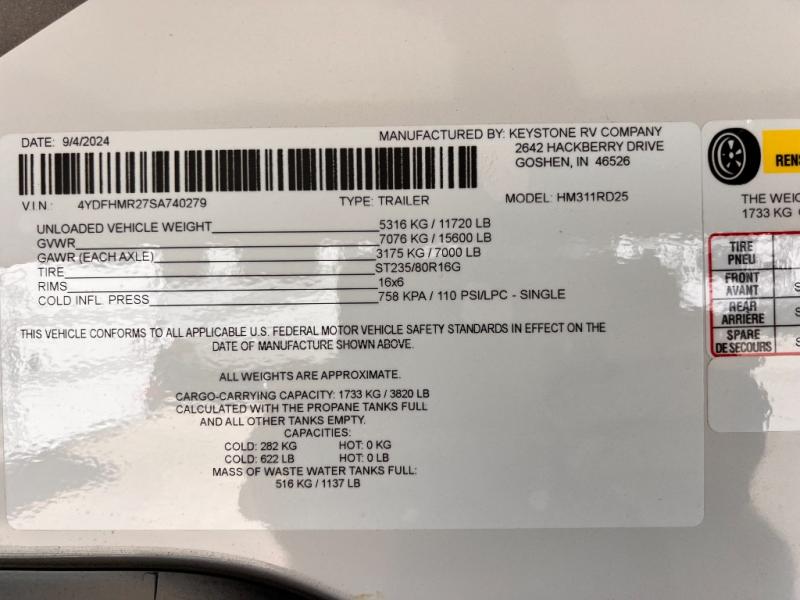 DATE: 9/4/2024
MANUFACTURED BY: KEYSTONE RV COMPANY
2642 HACKBERRY DRIVE
GOSHEN, IN 46526
V.I.N.: 4YDFHMR27SA740279 TYPE: TRAILER MODEL: HM311RD25
UNLOADED VEHICLE WEIGHT 5316 KG / 11720 LB
GVWR 7076 KG / 15600 LB
GAWR (EACH AXLE) 3175 KG / 7000 LB
TIRE ST235/80R16G
RIMS 16x6
COLD INFL. PRESS 758 KPA / 110 PSI/LPC - SINGLE
THIS VEHICLE CONFORMS TO ALL APPLICABLE U.S. FEDERAL MOTOR VEHICLE SAFETY STANDARDS IN EFFECT ON THE
DATE OF MANUFACTURE SHOWN ABOVE.
ALL WEIGHTS ARE APPROXIMATE.
CARGO-CARRYING CAPACITY: 1733 KG / 3820 LB
CALCULATED WITH THE PROPANE TANKS FULL
AND ALL OTHER TANKS EMPTY.
CAPACITIES:
COLD: 282 KG HOT: 0 KG
COLD: 622 LB HOT: 0 LB
MASS OF WASTE WATER TANKS FULL:
516 KG / 1137 LB
THE
1733 KG
TIRE
PNEU
FRONT
AVANT
REAR
ARRIÈRE
SPARE
DE SECOURS